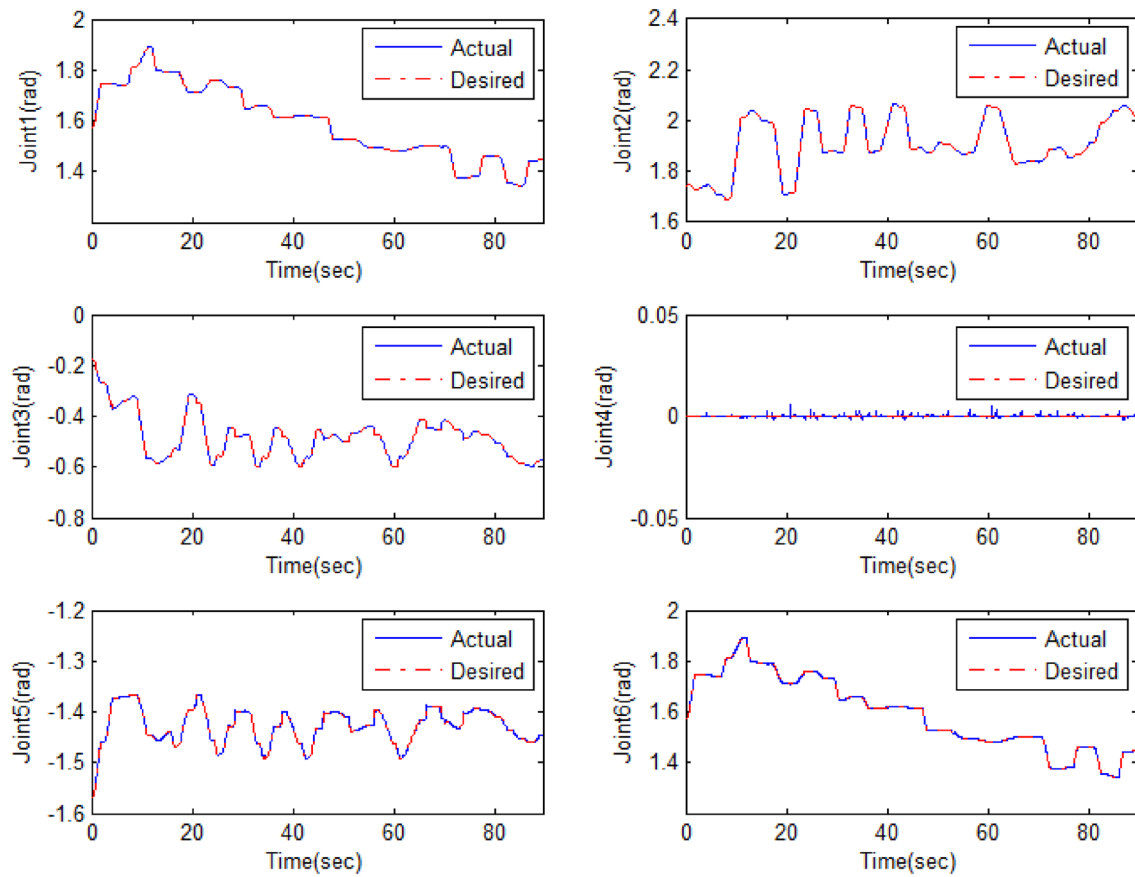 2
1.8
1.6
1.4
Joint1(rad)
Actual
Desired
0 20 40 60 80
Time(sec)
2.4
2.2
2
1.8
1.6
Joint2(rad)
Actual
Desired
0 20 40 60 80
Time(sec)
0
-0.2
-0.4
-0.6
-0.8
Joint3(rad)
Actual
Desired
0 20 40 60 80
Time(sec)
0.05
0
-0.05
Joint4(rad)
Actual
Desired
0 20 40 60 80
Time(sec)
-1.2
-1.3
-1.4
-1.5
-1.6
Joint5(rad)
Actual
Desired
0 20 40 60 80
Time(sec)
2
1.8
1.6
1.4
Joint6(rad)
Actual
Desired
0 20 40 60 80
Time(sec)